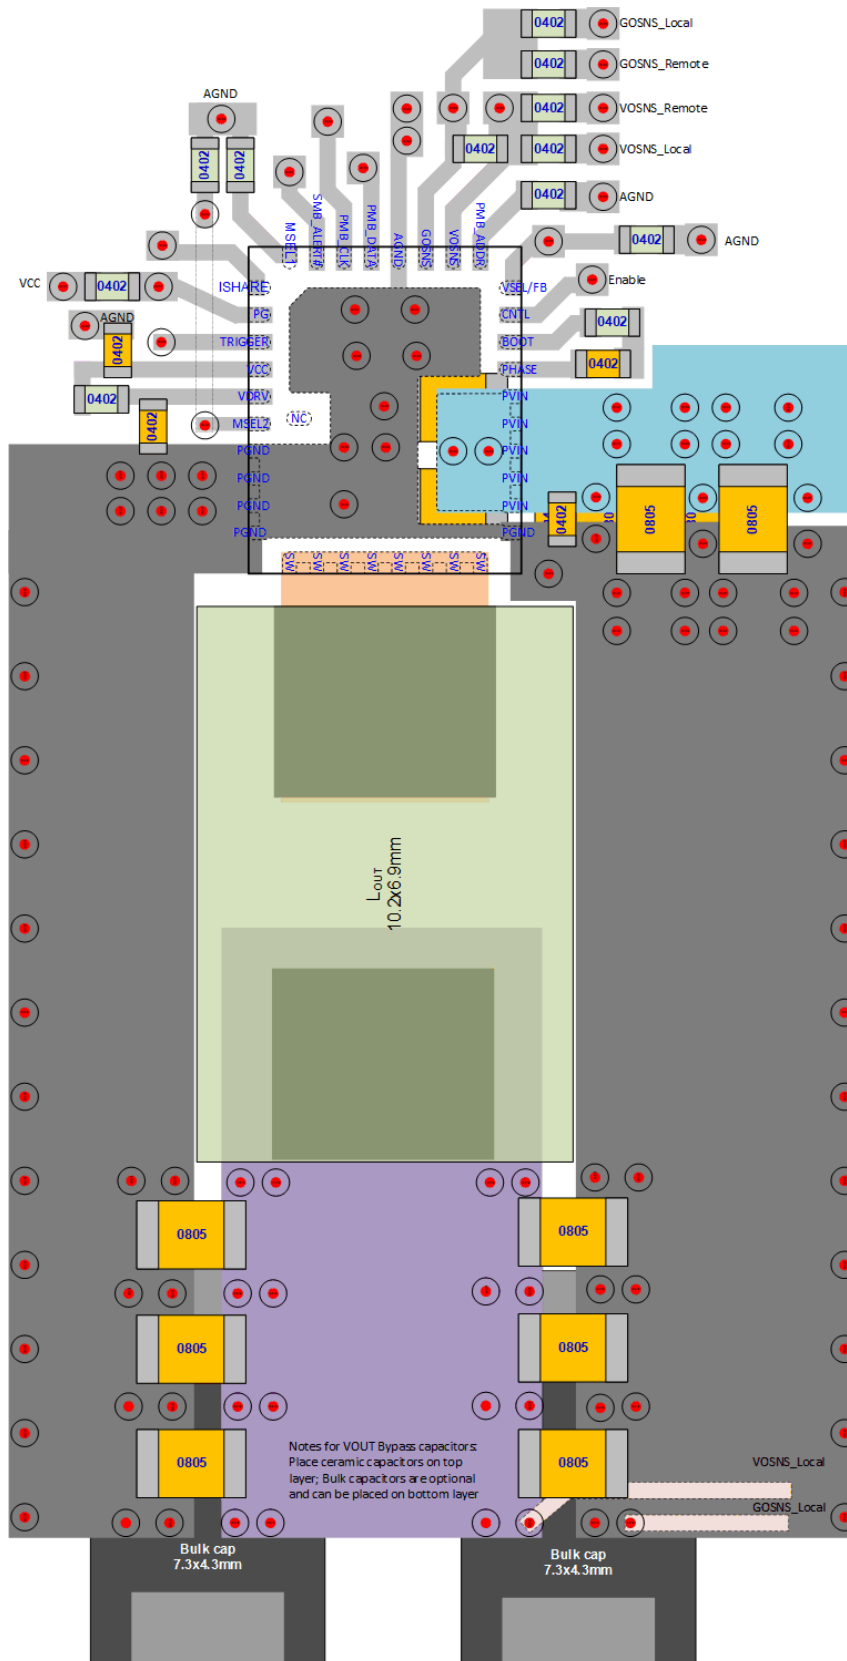 0402
GOSNS_Local
0402
GOSNS_Remote
AGND
0402
VOSNS_Remote
0402
0402
0402
0402
VOSNS_Local
0402
AGND
MSEL1
SMB_ALERT#
PMB_CLK
PMB_DATA
AGND
GOSNS
VOSNS
PMB_ADDR
0402
AGND
VCC
0402
ISHARE
VSEL/FB
Enable
AGND
PG
CNTL
0402
0402
TRIGGER
BOOT
VCC
PHASE
0402
0402
VDRV
PVIN
0402
MSEL2
NC
PVIN
PGND
PVIN
PGND
PVIN
PGND
PVIN
PGND
PGND
0402
0805
0805
SW
SW
SW
SW
SW
SW
SW
SW
LOUT
10.2x6.9mm
0805
0805
0805
0805
Notes for VOUT Bypass capacitors:
Place ceramic capacitors on top
layer; Bulk capacitors are optional
and can be placed on bottom layer
0805
0805
VOSNS_Local
GOSNS_Local
Bulk cap
7.3x4.3mm
Bulk cap
7.3x4.3mm